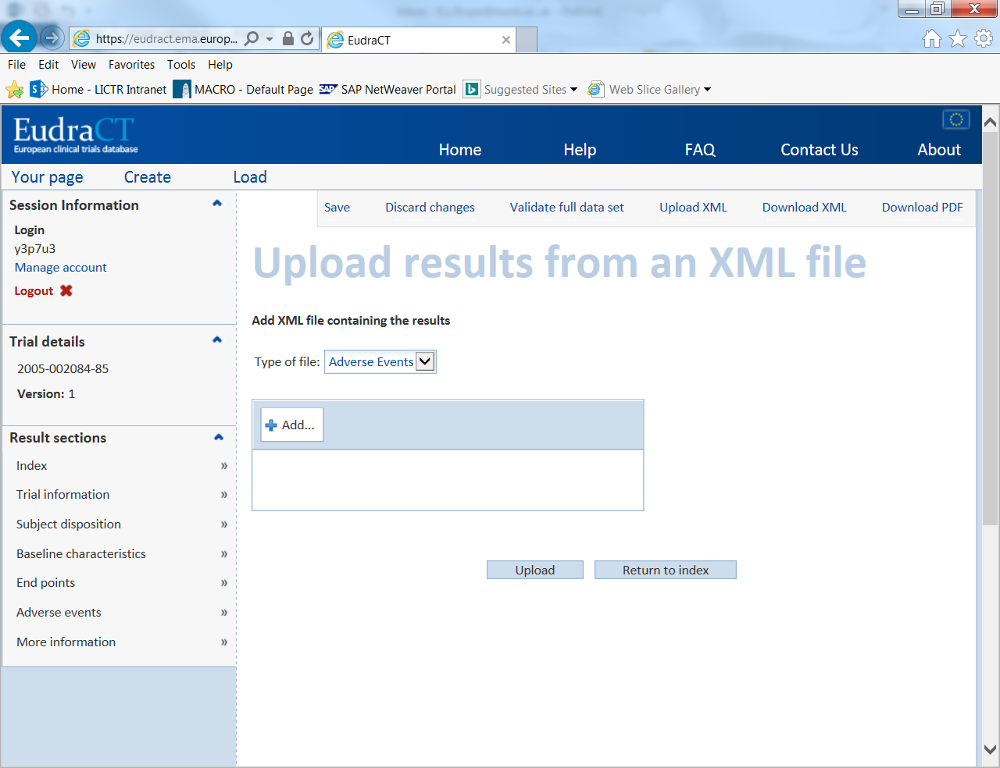 https://eudract.ema.europ...
EudraCT
File Edit View Favorites Tools Help
Home - LICTR Intranet MACRO - Default Page SAP SAP NetWeaver Portal Suggested Sites Web Slice Gallery
EudraCT
European clinical trials database
Home Help FAQ Contact Us About
Your page Create Load
Session Information
Login
y3p7u3
Manage account
Logout
Trial details
2005-002084-85
Version: 1
Result sections
Index »
Trial information »
Subject disposition »
Baseline characteristics »
End points »
Adverse events »
More information »
Save Discard changes Validate full data set Upload XML Download XML Download PDF
Upload results from an XML file
Add XML file containing the results
Type of file: Adverse Events
Add...
Upload Return to index